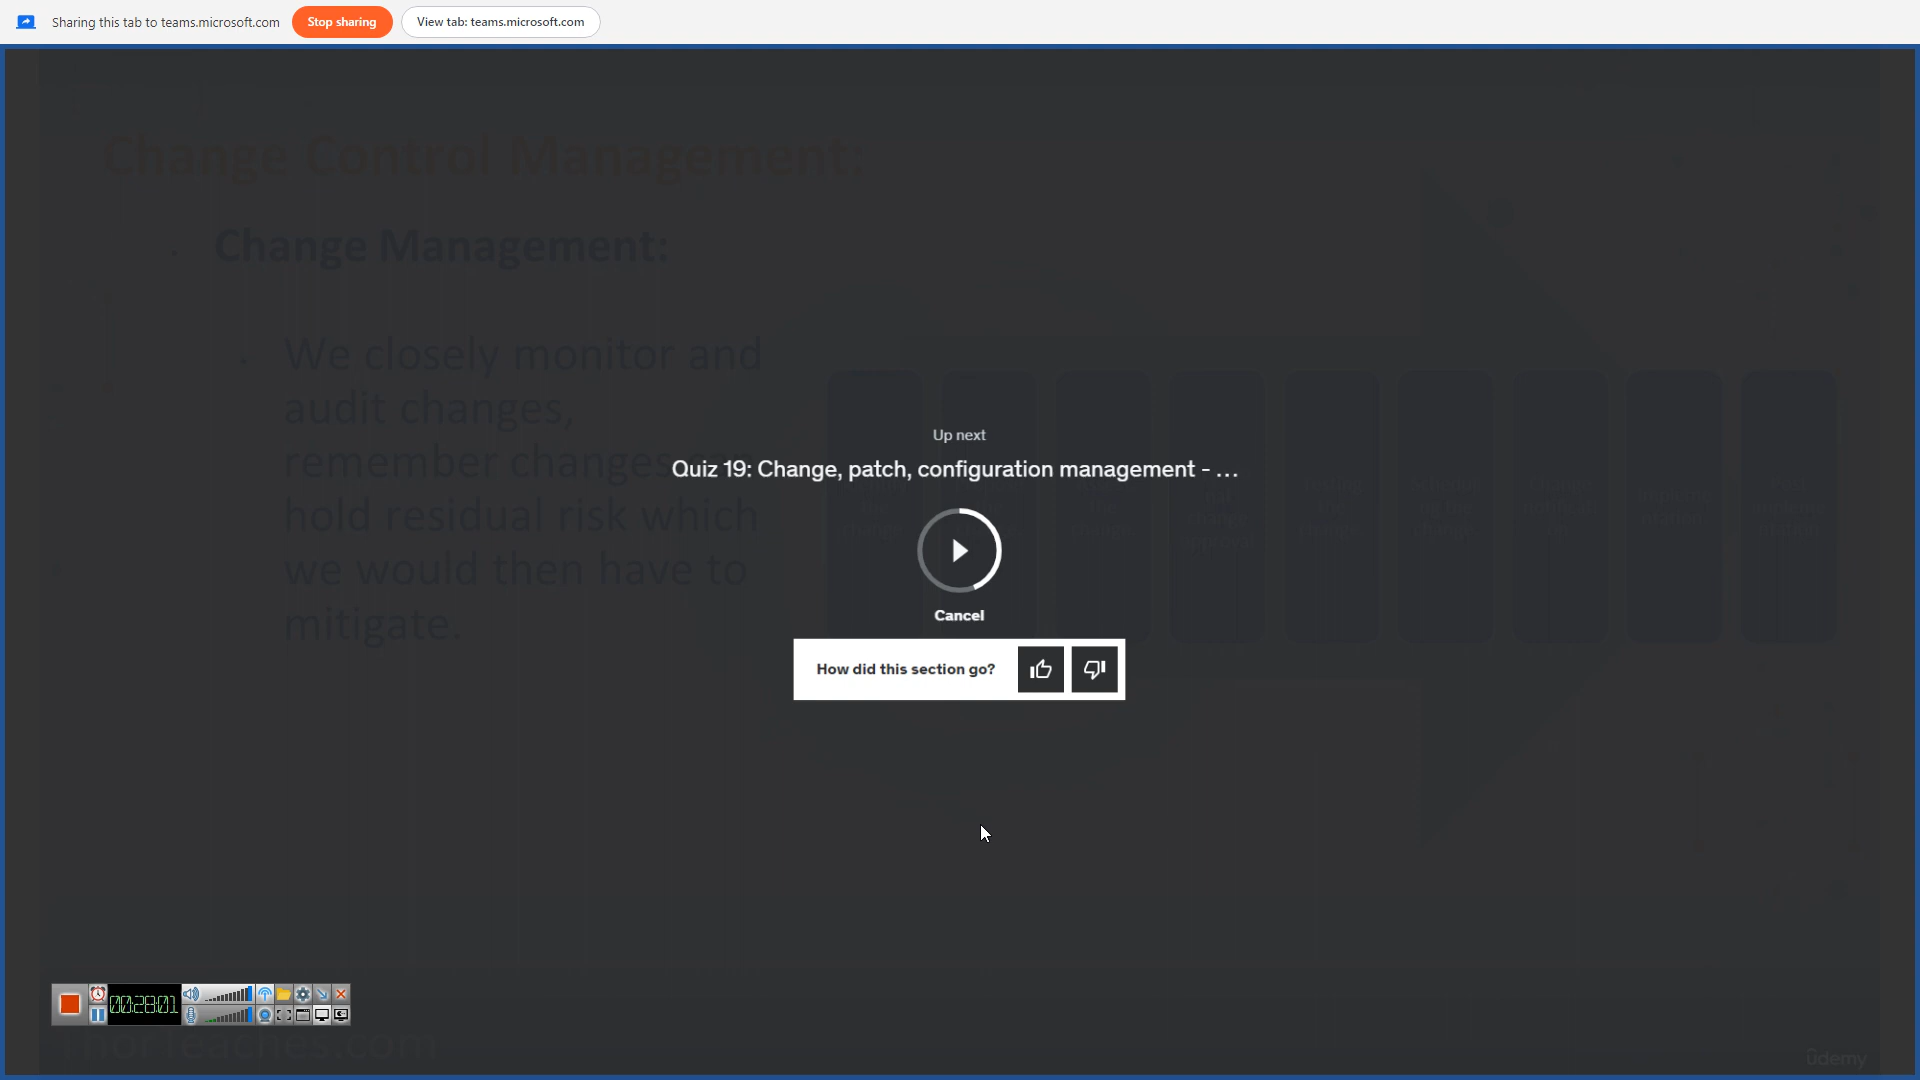 Sharing this tab to teams.microsoft.com
Stop sharing
View tab: teams.microsoft.com
Change Control Management:
Change Management:
We closely monitor and
audit changes,
remember changes
hold residual risk which
we would then have to
mitigate.
Up next
Quiz 19: Change, patch, configuration management - ...
Cancel
How did this section go?
00:28:01
ThorTeaches.com
udemy